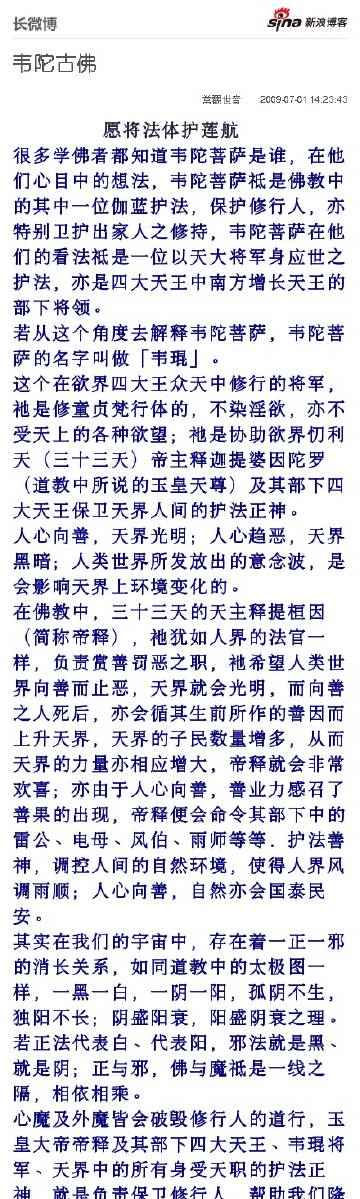 长微博
sina 新浪博客
韦陀古佛
2009-07-01 14:23:43
愿将法体护莲航
很多学佛者都知道韦陀菩萨是谁，在他
们心目中的想法，韦陀菩萨祇是佛教中
的其中一位伽蓝护法，保护修行人，亦
特别卫护出家人之修持，韦陀菩萨在他
们的看法祇是一位以天大将军身应世之
护法，亦是四大天王中南方增长天王的
部下将领。
若从这个角度去解释韦陀菩萨，韦陀菩
萨的名字叫做「韦琨」。
这个在欲界四大王众天中修行的将军，
祂是修童贞梵行体的，不染淫欲，亦不
受天上的各种欲望；祂是协助欲界忉利
天（三十三天）帝主释迦提婆因陀罗
（道教中所说的玉皇天尊）及其部下四
大天王保卫天界人间的护法正神。
人心向善，天界光明；人心趋恶，天界
黑暗；人类世界所发放出的意念波，是
会影响天界上环境变化的。
在佛教中，三十三天的天主释提桓因
（简称帝释），祂犹如人界的法官一
样，负责赏善罚恶之职，祂希望人类世
界向善而止恶，天界就会光明，而向善
之人死后，亦会循其生前所作的善因而
上升天界，天界的子民数量增多，从而
天界的力量亦相应增大，帝释就会非常
欢喜；亦由于人心向善，善业力感召了
善果的出现，帝释便会命令其部下中的
雷公、电母、风伯、雨师等等．护法善
神，调控人间的自然环境，使得人界风
调雨顺；人心向善，自然亦会国泰民
安。
其实在我们的宇宙中，存在着一正一邪
的消长关系，如同道教中的太极图一
样，一黑一白，一阴一阳，孤阴不生，
独阳不长；阴盛阳衰，阳盛阴衰之理。
若正法代表白、代表阳，邪法就是黑、
就是阴；正与邪，佛与魔祇是一线之
隔，相依相乘。
心魔及外魔皆会破毁修行人的道行，玉
皇大帝帝释及其部下四大天王、韦琨将
军、天界中的所有身受天职的护法正
神，就是负责保卫修行人，帮助我们降